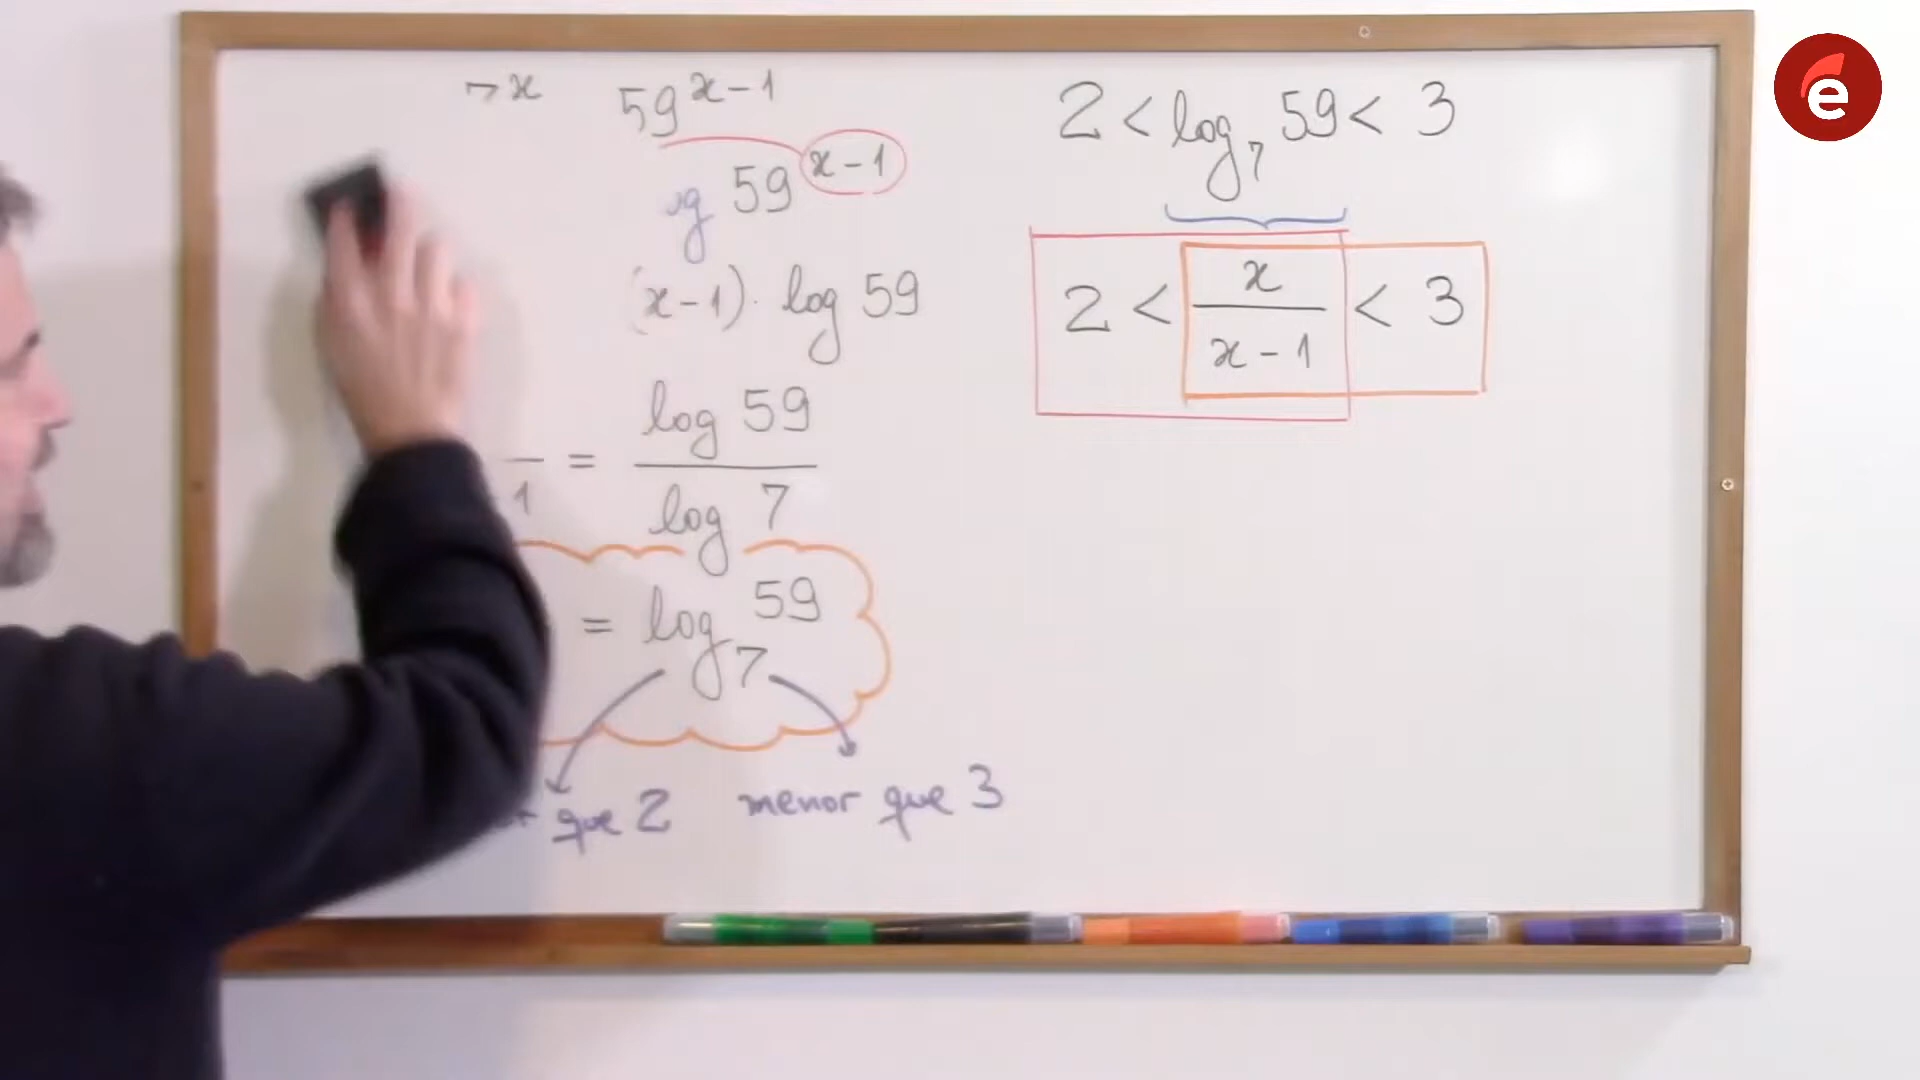 7^x 59^{x-1}
g 59^{x-1}
(x-1) · log 59
log 59
1 = log 7
= log_7 59
que 2 menor que 3
2 < log_7 59 < 3
2 < x/(x-1) < 3
e